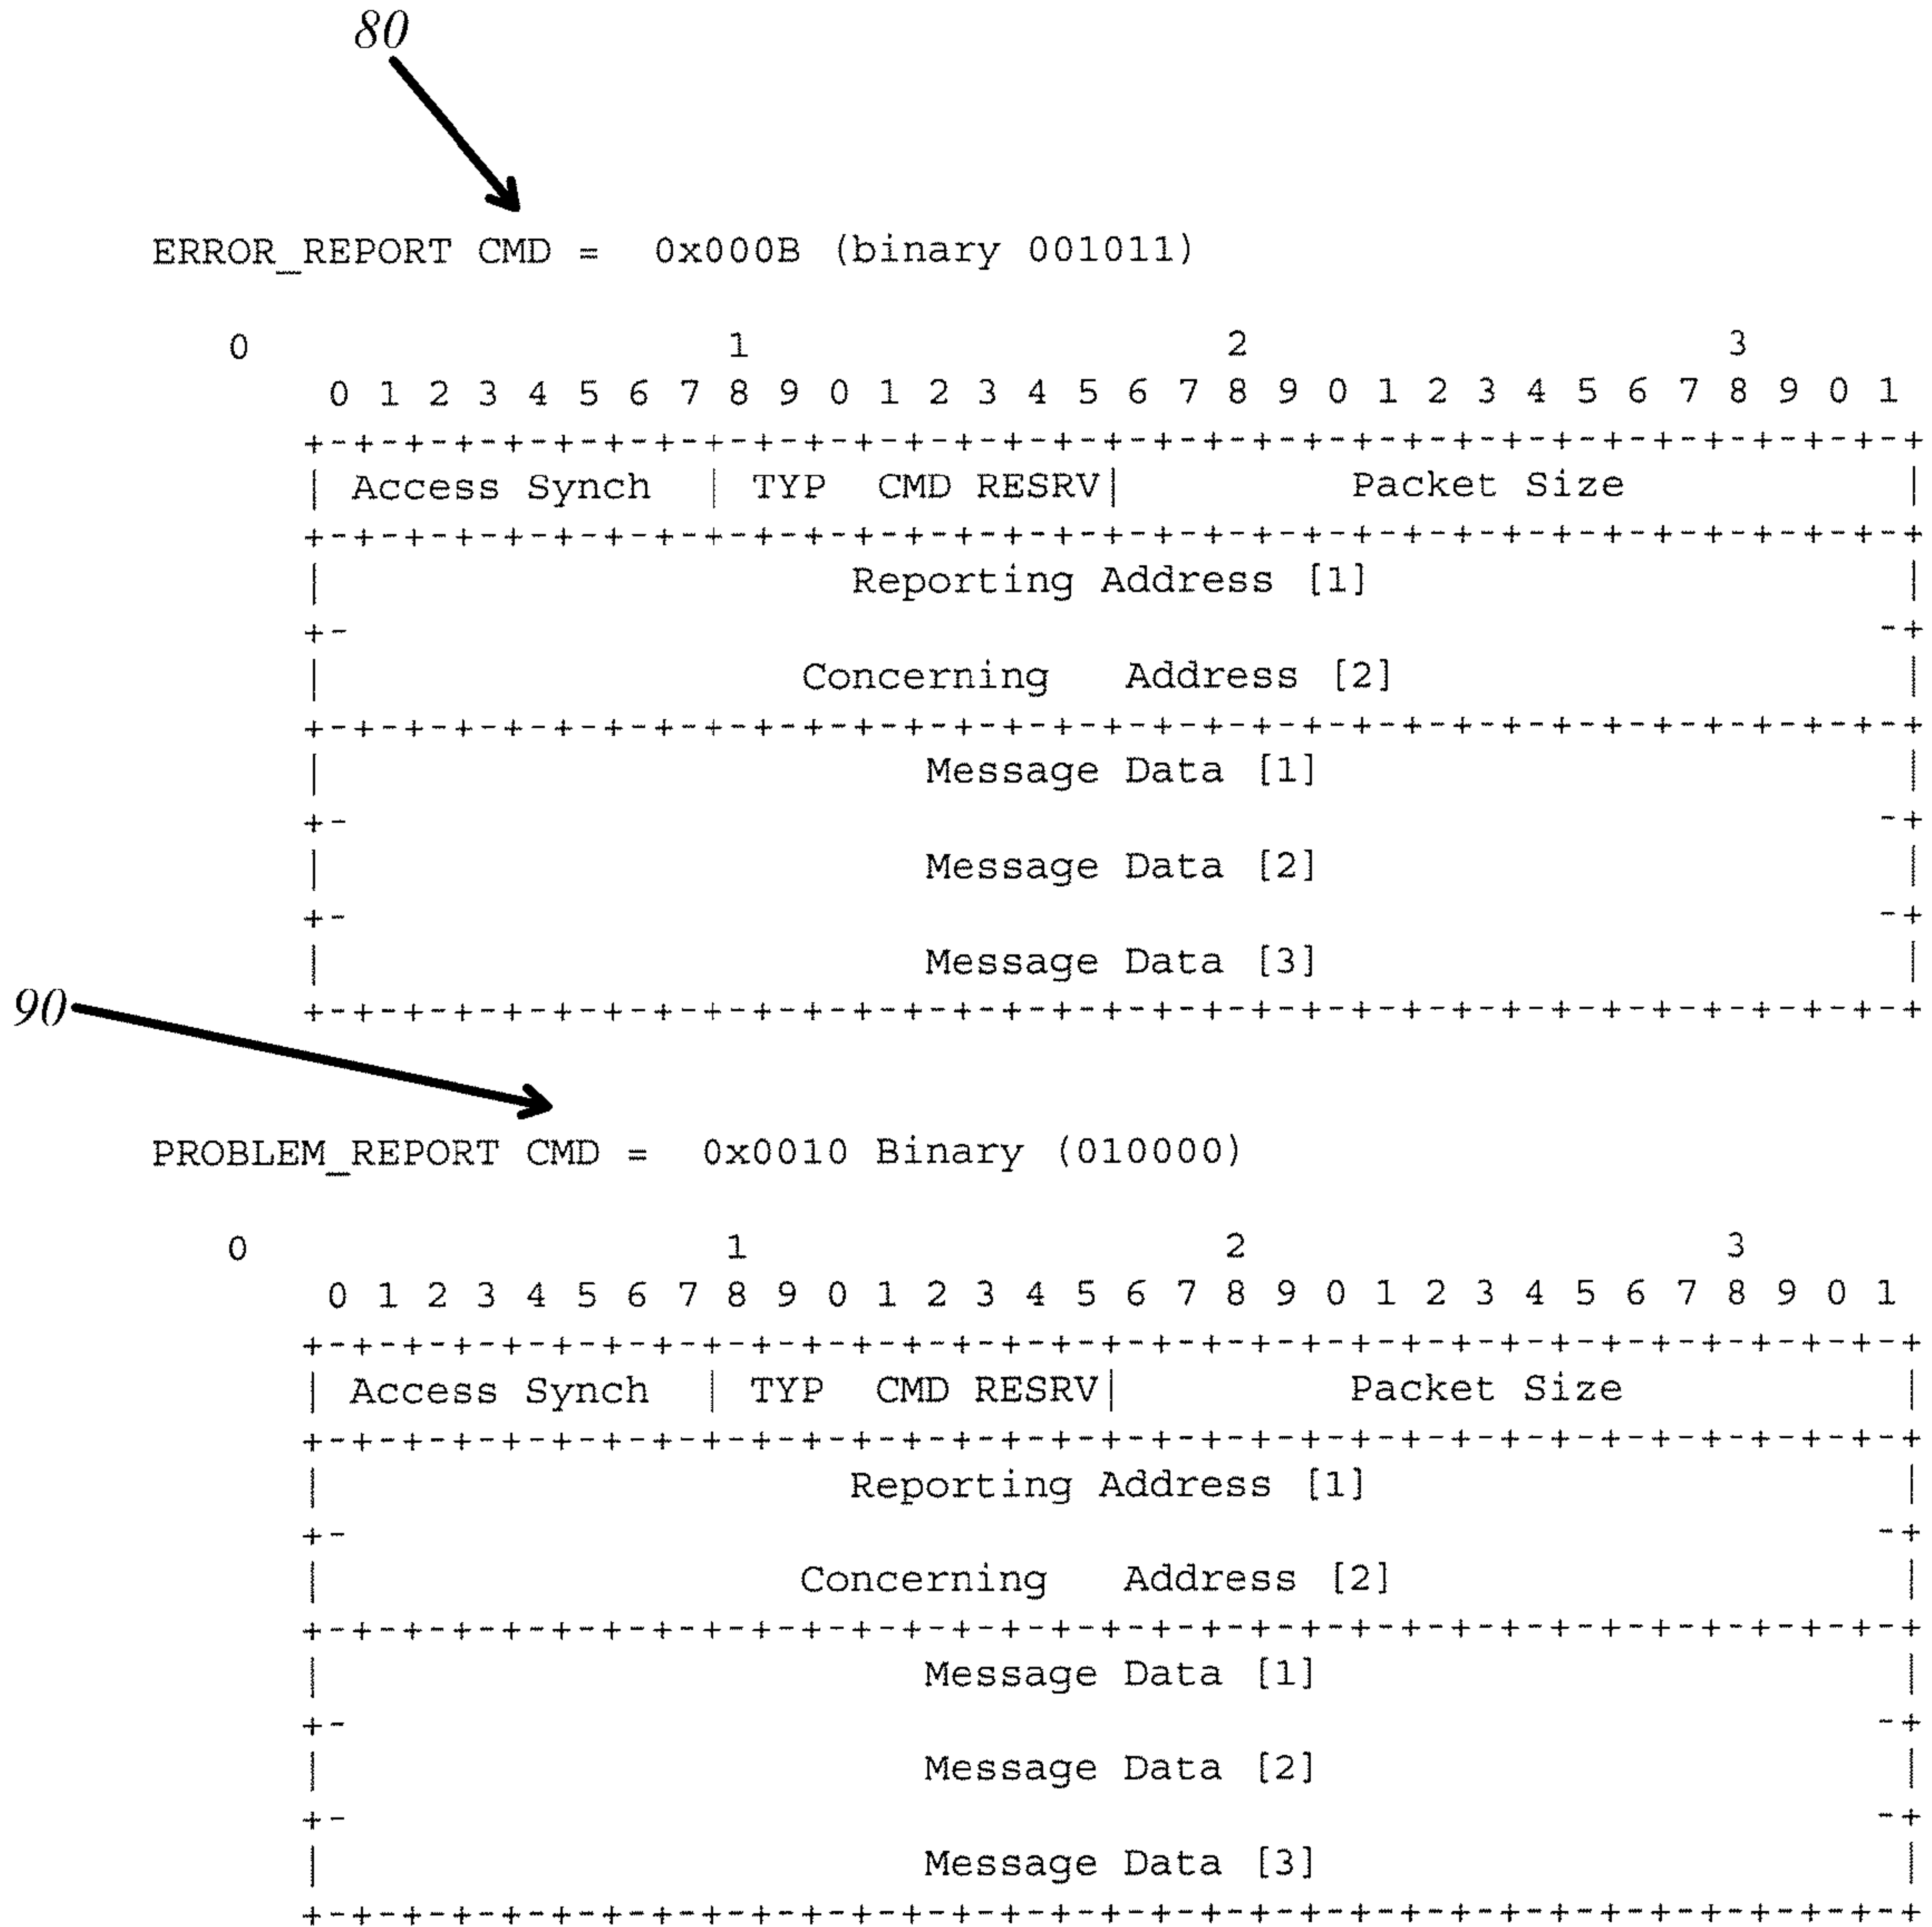 80
ERROR_REPORT CMD =  0x000B (binary 001011)
0 1 2 3
0 1 2 3 4 5 6 7 8 9 0 1 2 3 4 5 6 7 8 9 0 1 2 3 4 5 6 7 8 9 0 1
+-+-+-+-+-+-+-+-+-+-+-+-+-+-+-+-+-+-+-+-+-+-+-+-+-+-+-+-+-+-+-+-+
| Access Synch  | TYP  CMD RESRV|         Packet Size           |
+-+-+-+-+-+-+-+-+-+-+-+-+-+-+-+-+-+-+-+-+-+-+-+-+-+-+-+-+-+-+-+-+
|                     Reporting Address [1]                     |
+-                                                             -+
|                   Concerning   Address [2]                    |
+-+-+-+-+-+-+-+-+-+-+-+-+-+-+-+-+-+-+-+-+-+-+-+-+-+-+-+-+-+-+-+-+
|                        Message Data [1]                       |
+-                                                             -+
|                        Message Data [2]                       |
+-                                                             -+
|                        Message Data [3]                       |
90
+-+-+-+-+-+-+-+-+-+-+-+-+-+-+-+-+-+-+-+-+-+-+-+-+-+-+-+-+-+-+-+-+
PROBLEM_REPORT CMD =  0x0010 Binary (010000)
0 1 2 3
0 1 2 3 4 5 6 7 8 9 0 1 2 3 4 5 6 7 8 9 0 1 2 3 4 5 6 7 8 9 0 1
+-+-+-+-+-+-+-+-+-+-+-+-+-+-+-+-+-+-+-+-+-+-+-+-+-+-+-+-+-+-+-+-+
| Access Synch  | TYP  CMD RESRV|         Packet Size           |
+-+-+-+-+-+-+-+-+-+-+-+-+-+-+-+-+-+-+-+-+-+-+-+-+-+-+-+-+-+-+-+-+
|                     Reporting Address [1]                     |
+-                                                             -+
|                   Concerning   Address [2]                    |
+-+-+-+-+-+-+-+-+-+-+-+-+-+-+-+-+-+-+-+-+-+-+-+-+-+-+-+-+-+-+-+-+
|                        Message Data [1]                       |
+-                                                             -+
|                        Message Data [2]                       |
+-                                                             -+
|                        Message Data [3]                       |
+-+-+-+-+-+-+-+-+-+-+-+-+-+-+-+-+-+-+-+-+-+-+-+-+-+-+-+-+-+-+-+-+